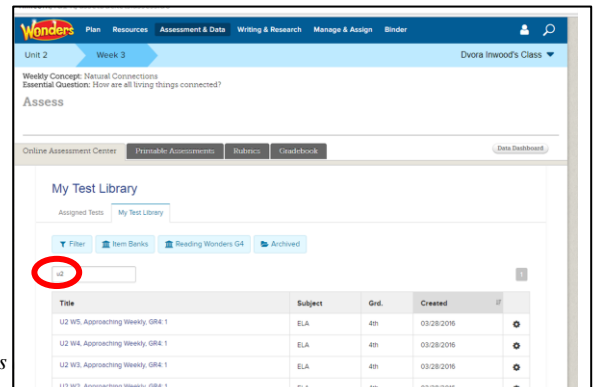 Wonders Plan Resources Assessment & Data Writing & Research Manage & Assign Binder
Unit 2 Week 3 Dvora Inwood's Class
Weekly Concept: Natural Connections
Essential Question: How are all living things connected?
Assess
Online Assessment Center Printable Assessments Rubrics Gradebook Data Dashboard
My Test Library
Assigned Tests My Test Library
Filter Item Banks Reading Wonders G4 Archived
u2 1
Title Subject Grd. Created
U2 W5, Approaching Weekly, GR4: 1 ELA 4th 03/28/2016
U2 W4, Approaching Weekly, GR4: 1 ELA 4th 03/28/2016
U2 W3, Approaching Weekly, GR4: 1 ELA 4th 03/28/2016
s